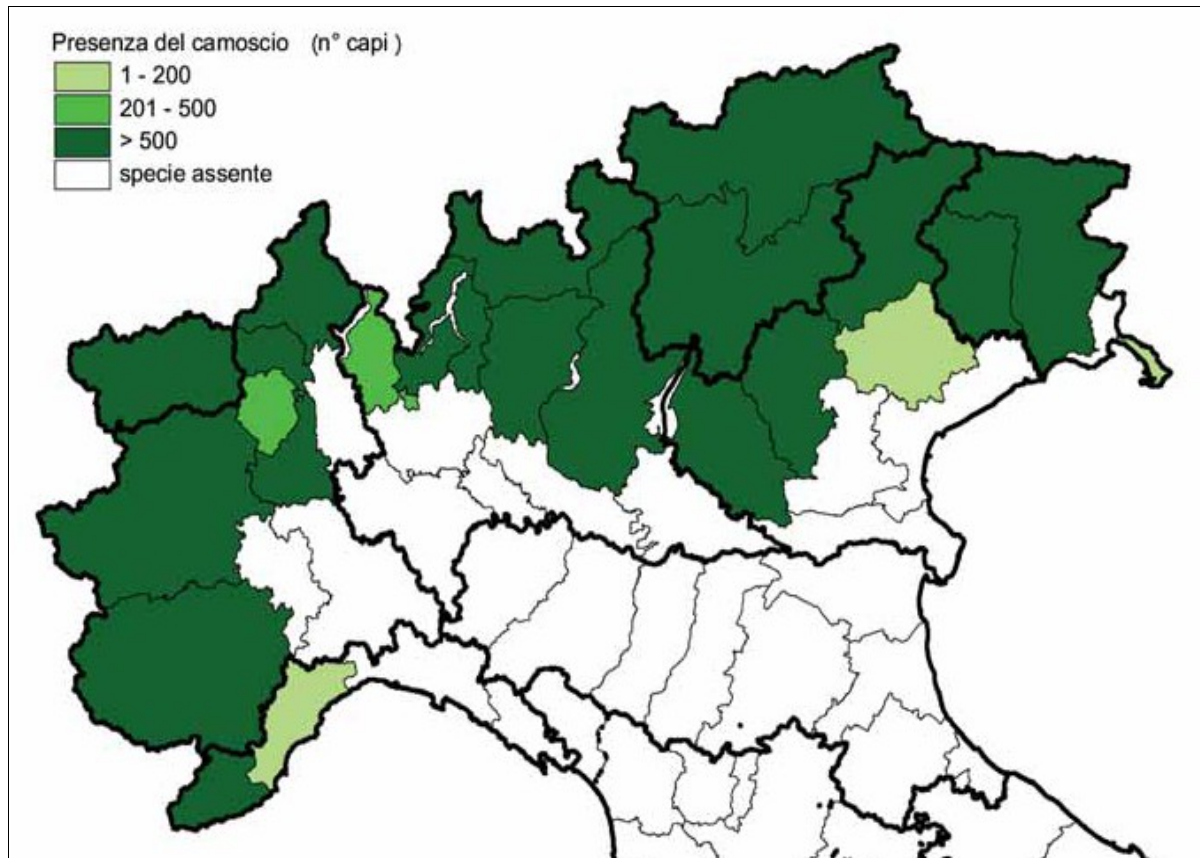 Presenza del camoscio (n° capi )
1 - 200
201 - 500
> 500
specie assente